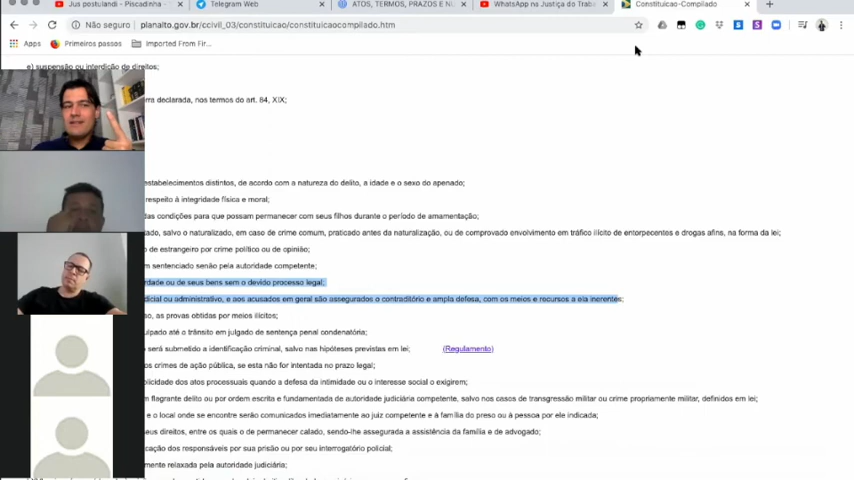 Jus postulandi - Piscadinha
Telegram Web
ATOS, TERMOS, PRAZOS E NU
WhatsApp na Justiça do Traba
Constituicao-Compilado
Não seguro | planalto.gov.br/ccivil_03/constituicao/constituicaocompilado.htm
Apps Primeiros passos Imported From Fir...
e) suspensão ou interdição de direitos;
erra declarada, nos termos do art. 84, XIX;
estabelecimentos distintos, de acordo com a natureza do delito, a idade e o sexo do apenado;
respeito à integridade física e moral;
das condições para que possam permanecer com seus filhos durante o período de amamentação;
ado, salvo o naturalizado, em caso de crime comum, praticado antes da naturalização, ou de comprovado envolvimento em tráfico ilícito de entorpecentes e drogas afins, na forma da lei;
o de estrangeiro por crime político ou de opinião;
em sentenciado senão pela autoridade competente;
rdade ou de seus bens sem o devido processo legal;
dicial ou administrativo, e aos acusados em geral são assegurados o contraditório e ampla defesa, com os meios e recursos a ela inerentes;
so, as provas obtidas por meios ilícitos;
ulpado até o trânsito em julgado de sentença penal condenatória;
o será submetido a identificação criminal, salvo nas hipóteses previstas em lei; (Regulamento)
os crimes de ação pública, se esta não for intentada no prazo legal;
blicidade dos atos processuais quando a defesa da intimidade ou o interesse social o exigirem;
m flagrante delito ou por ordem escrita e fundamentada de autoridade judiciária competente, salvo nos casos de transgressão militar ou crime propriamente militar, definidos em lei;
e o local onde se encontre serão comunicados imediatamente ao juiz competente e à família do preso ou à pessoa por ele indicada;
seus direitos, entre os quais o de permanecer calado, sendo-lhe assegurada a assistência da família e de advogado;
icação dos responsáveis por sua prisão ou por seu interrogatório policial;
mente relaxada pela autoridade judiciária;